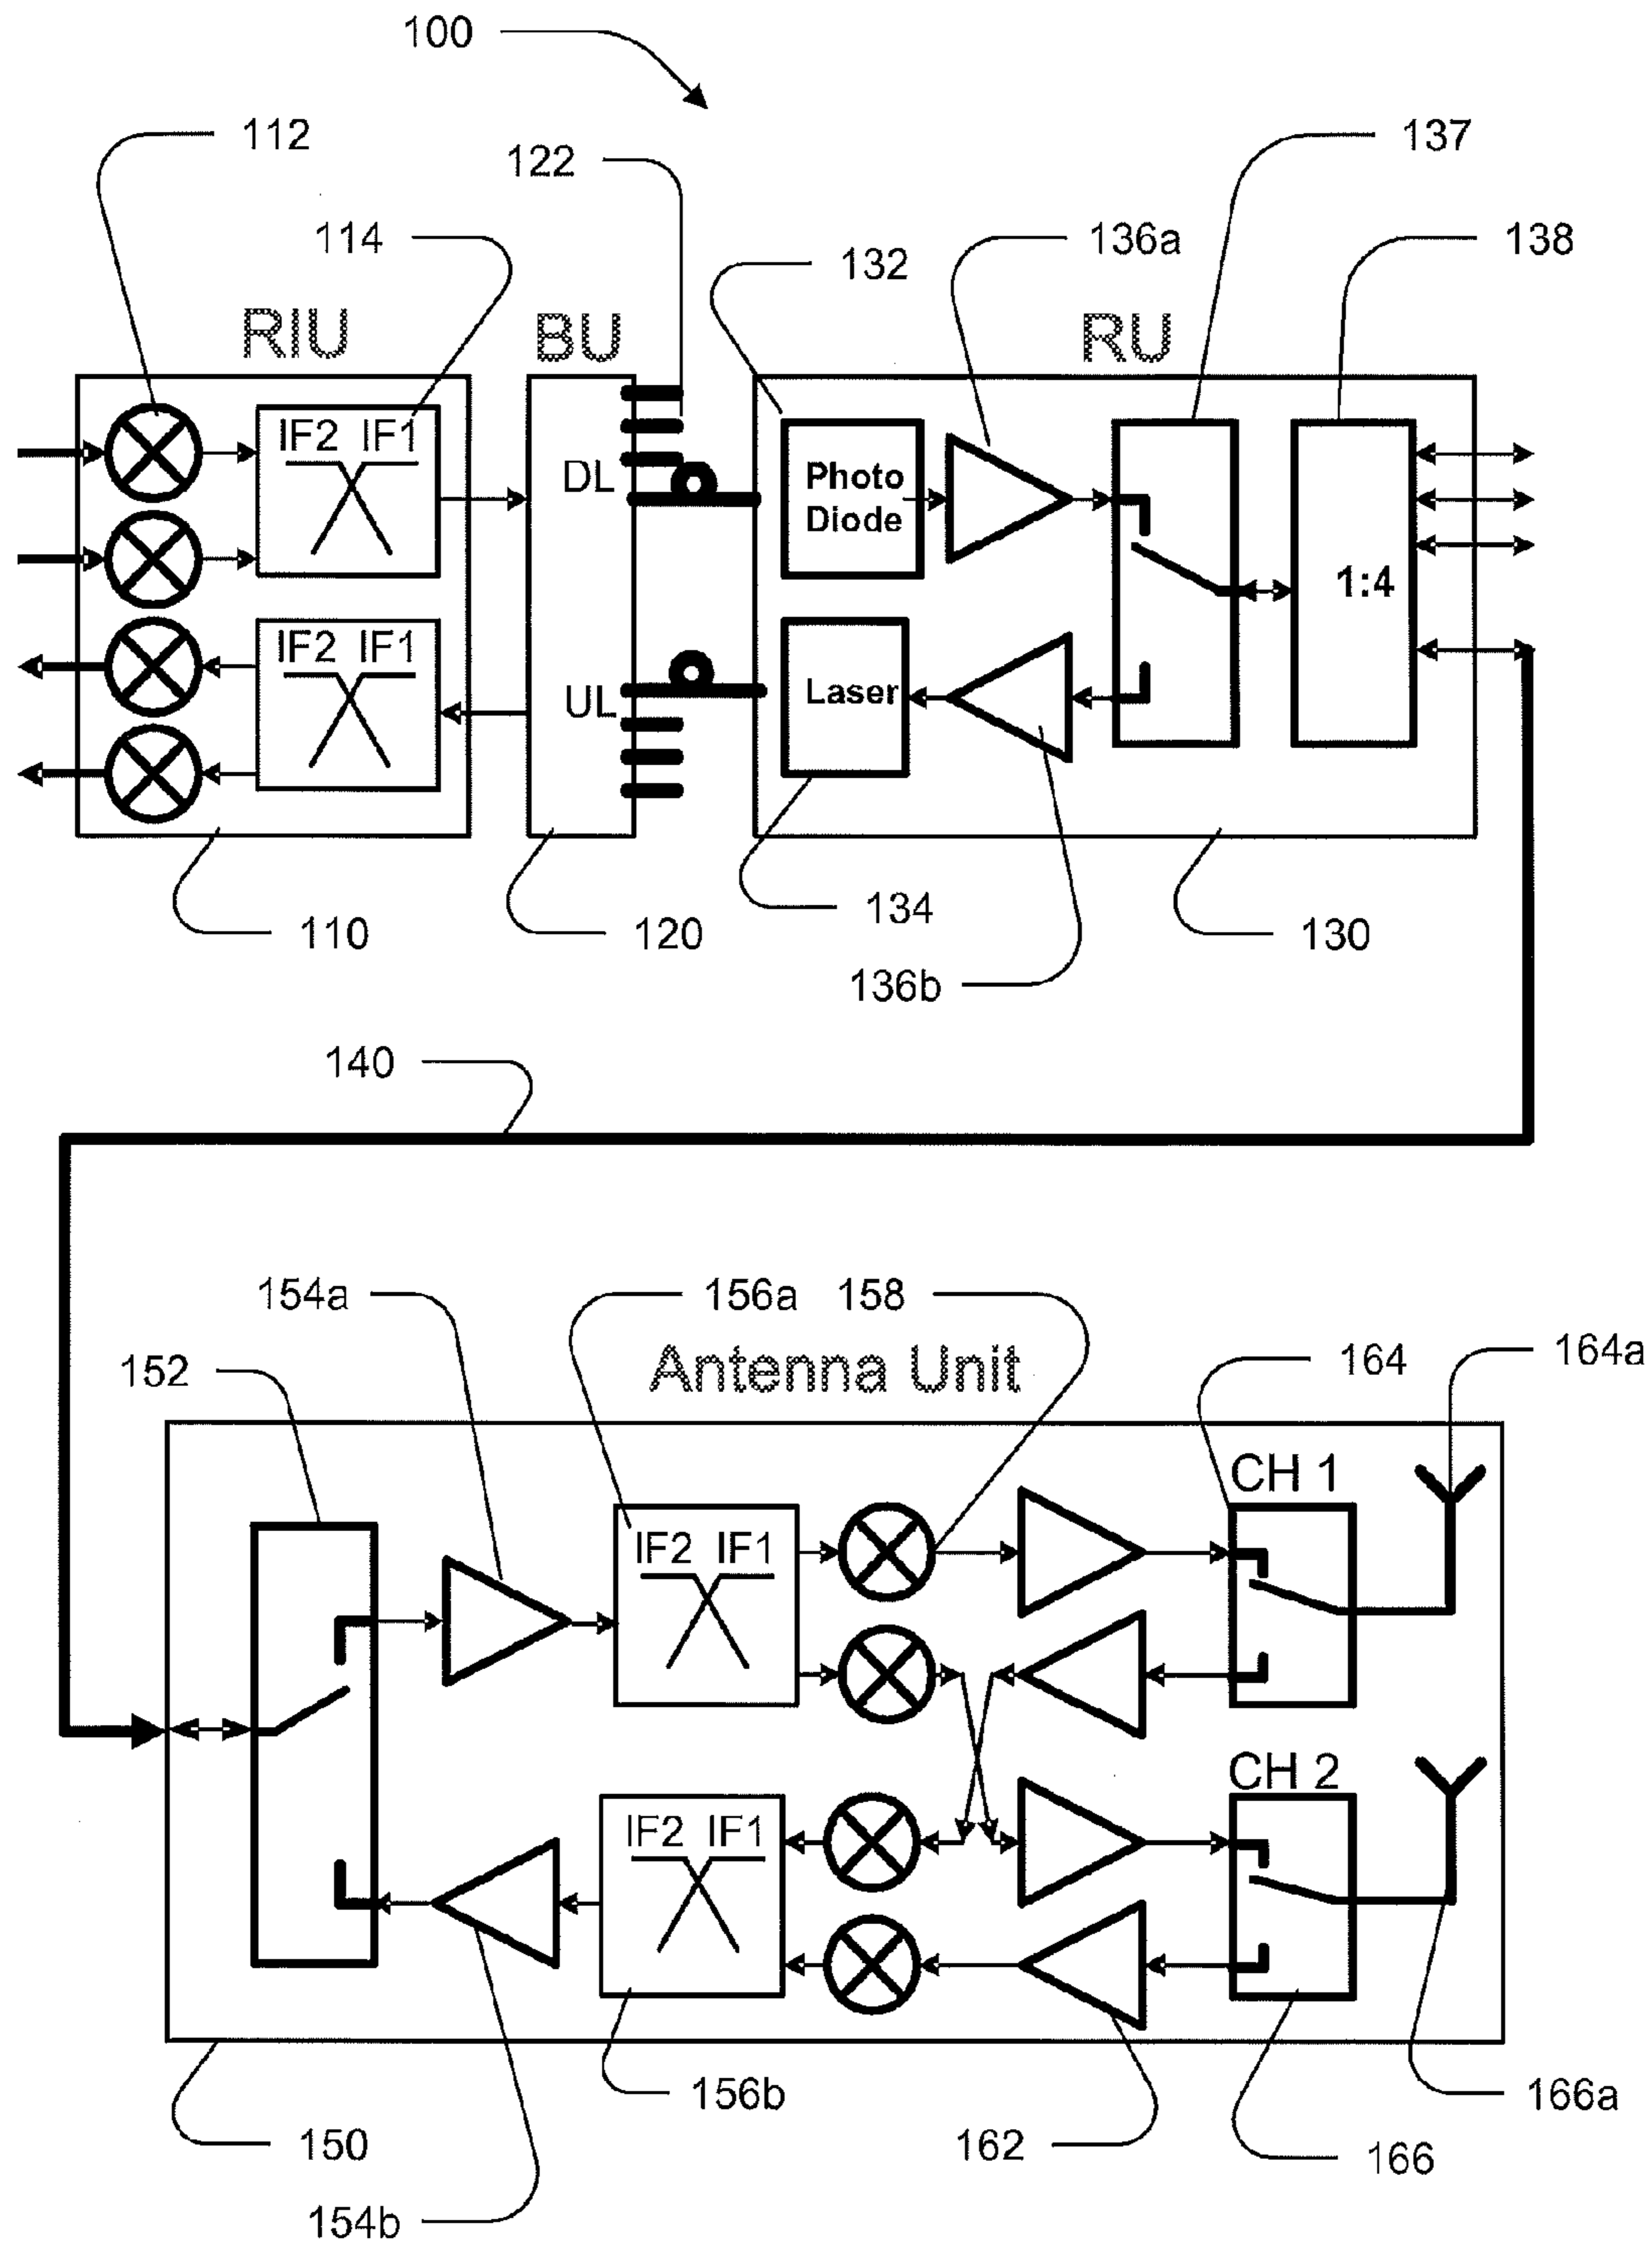 100
112
122
137
114
132
136a
138
RIU
BU
RU
IF2 IF1
DL
Photo
Diode
1:4
IF2 IF1
UL
Laser
110
120
134
130
136b
140
154a
156a
158
152
Antenna Unit
164
164a
CH 1
IF2 IF1
CH 2
IF2 IF1
150
156b
162
166
166a
154b